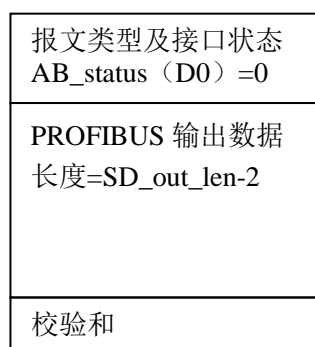 报文类型及接口状态
AB_status（D0）=0
PROFIBUS 输出数据
长度=SD_out_len-2
校验和